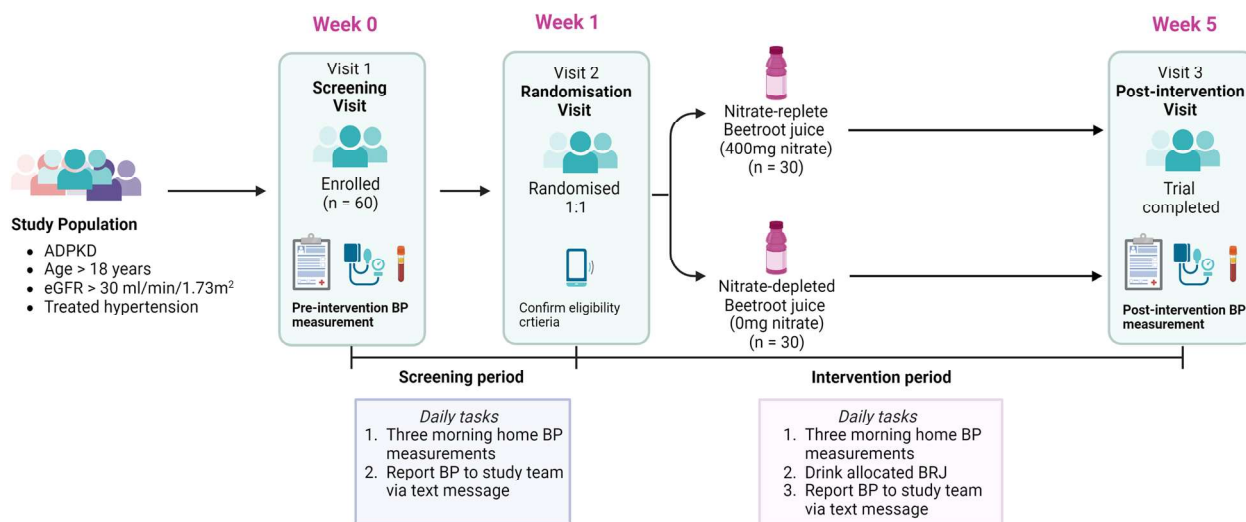 Week 0
Week 1
Week 5
Visit 1
Screening
Visit
Enrolled
(n = 60)
Pre-intervention BP
measurement
Visit 2
Randomisation
Visit
Randomised
1:1
Confirm eligibility
crtieria
Nitrate-replete
Beetroot juice
(400mg nitrate)
(n = 30)
Nitrate-depleted
Beetroot juice
(0mg nitrate)
(n = 30)
Visit 3
Post-intervention
Visit
Trial
completed
Post-intervention BP
measurement
Study Population
• ADPKD
• Age > 18 years
• eGFR > 30 ml/min/1.73m²
• Treated hypertension
Screening period
Intervention period
Daily tasks
1. Three morning home BP
measurements
2. Report BP to study team
via text message
Daily tasks
1. Three morning home BP
measurements
2. Drink allocated BRJ
3. Report BP to study team
via text message